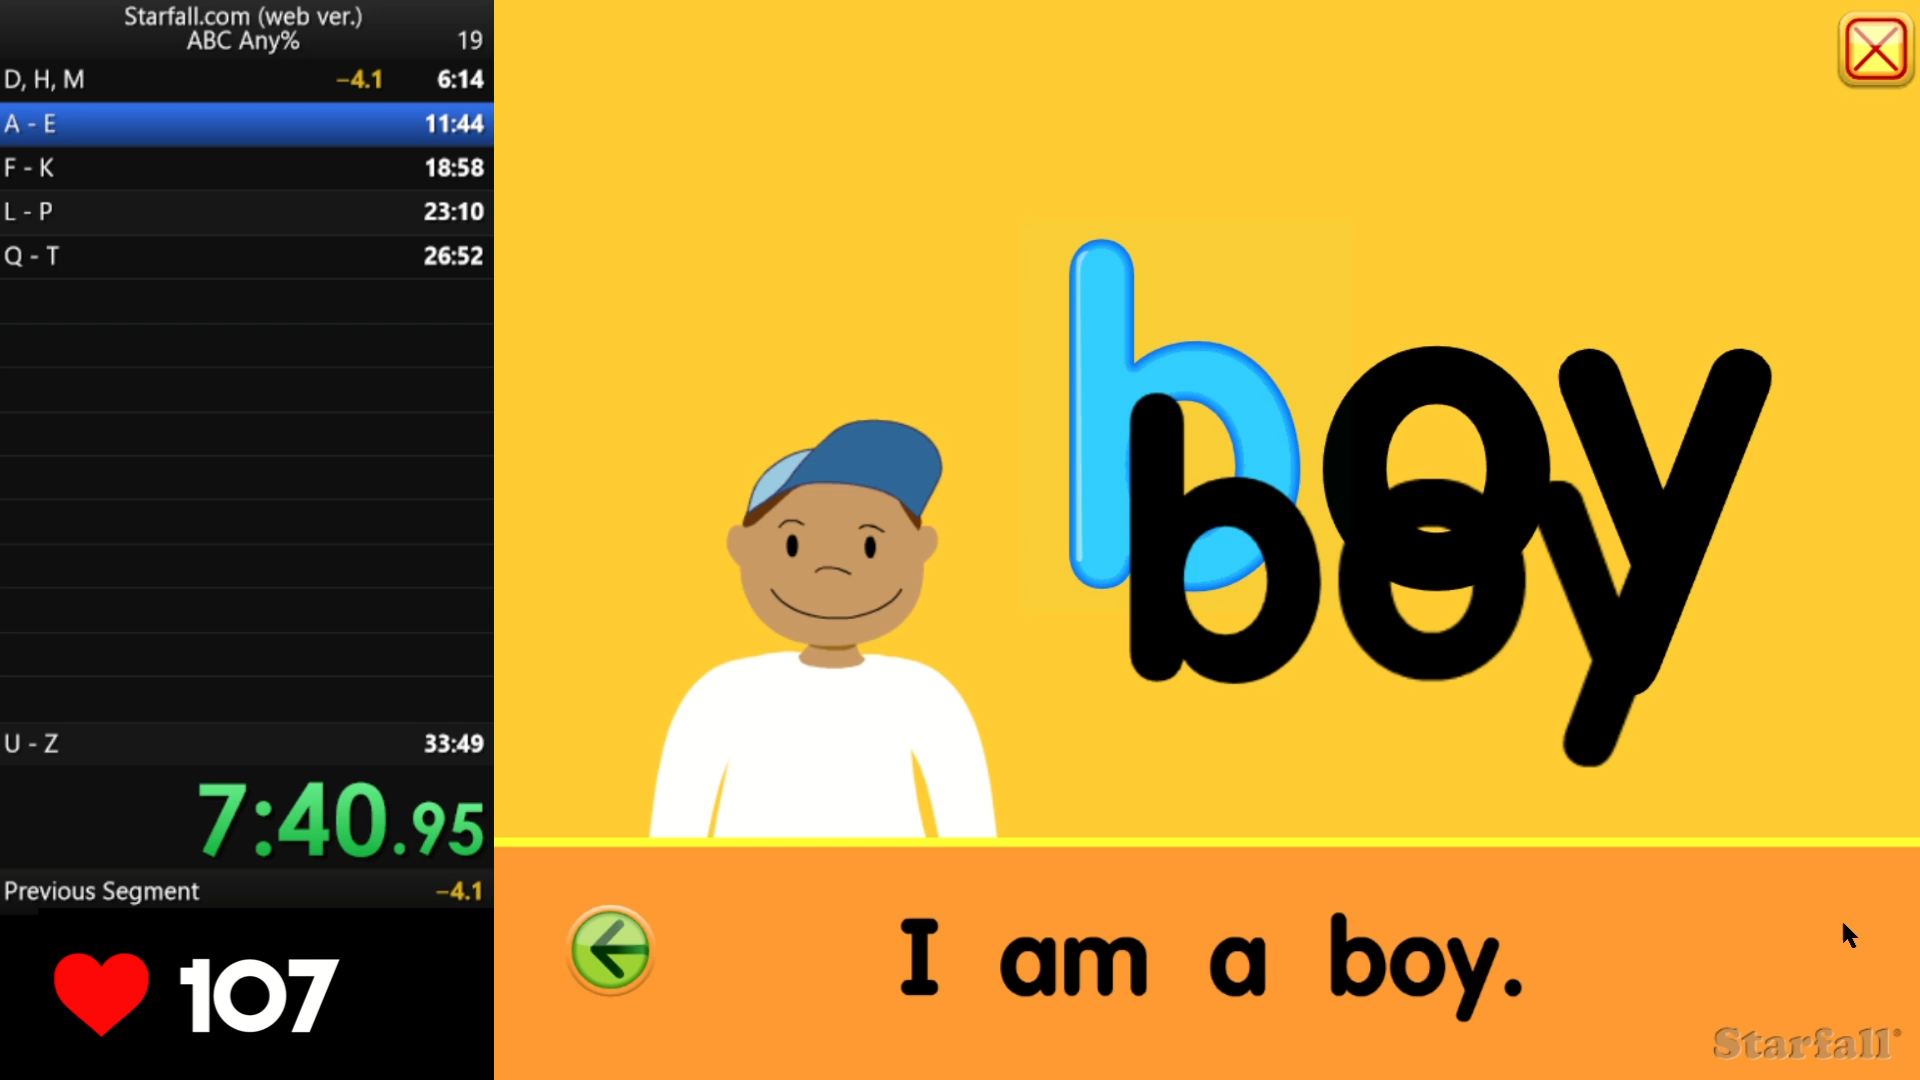 Starfall.com (web ver.)
ABC Any% 19
D, H, M −4.1 6:14
A - E 11:44
F - K 18:58
L - P 23:10
Q - T 26:52
U - Z 33:49
7:40.95
Previous Segment −4.1
107
boy
boy
I am a boy.
Starfall